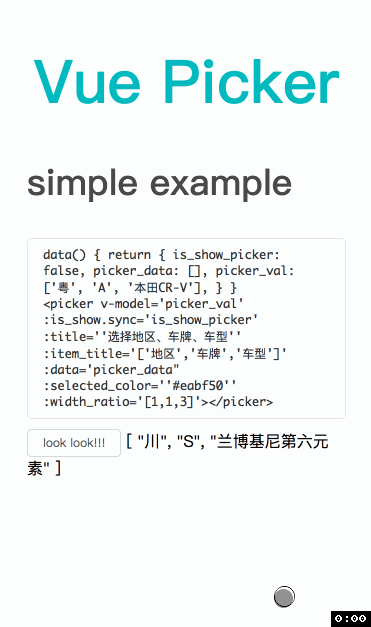 Vue Picker
simple example
data() { return { is_show_picker:
false, picker_data: [], picker_val:
['粤', 'A', '本田CR-V'], } }
<picker v-model='picker_val'
:is_show.sync='is_show_picker'
:title=''选择地区、车牌、车型''
:item_title='['地区','车牌','车型']'
:data='picker_data"
:selected_color=''#eabf50''
:width_ratio='[1,1,3]'></picker>
look look!!! [ "川", "S", "兰博基尼第六元
素" ]
0:00